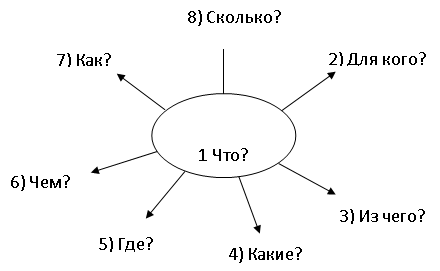 8) Сколько?
7) Как?
2) Для кого?
1 Что?
6) Чем?
3) Из чего?
5) Где?
4) Какие?